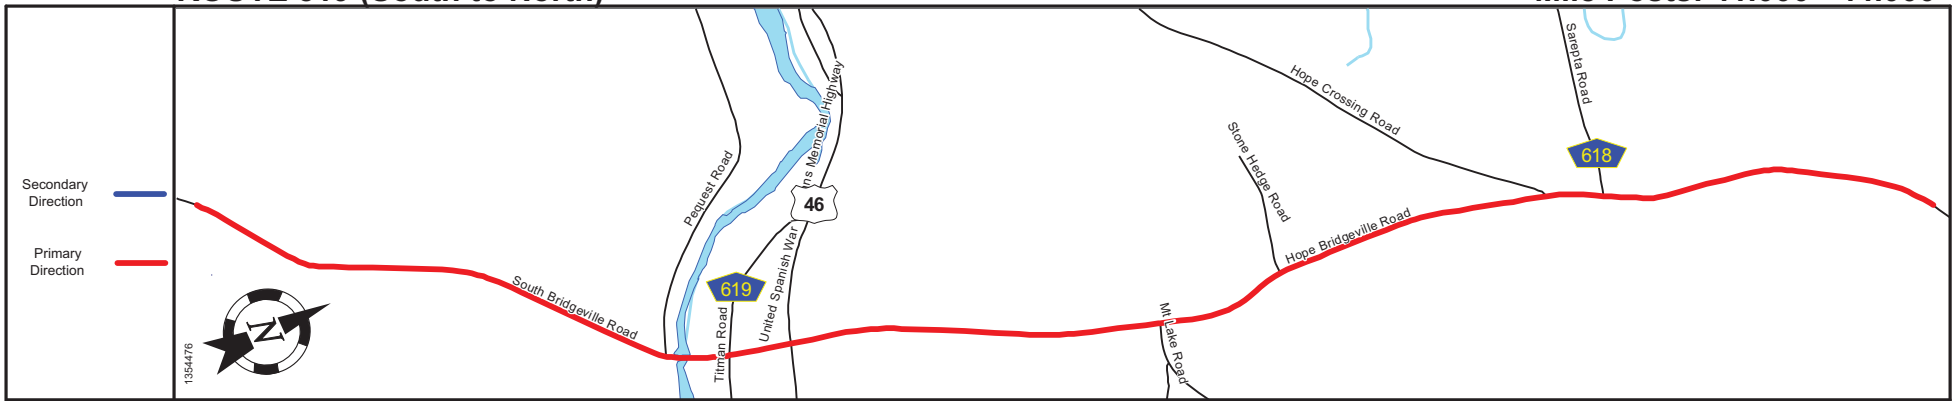 Secondary
Direction
Primary
Direction
1354476
N
South Bridgeville Road
Pequest Road
Titman Road
619
United Spanish War
ns Memorial Highway
46
Mt Lake Road
Stone Hedge Road
Hope Bridgeville Road
Hope Crossing Road
Sarepta Road
618